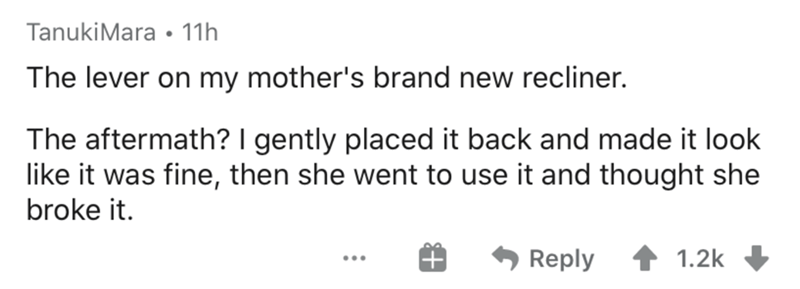 TanukiMara • 11h
The lever on my mother's brand new recliner.
The aftermath? I gently placed it back and made it look
like it was fine, then she went to use it and thought she
broke it.
... Reply 1.2k